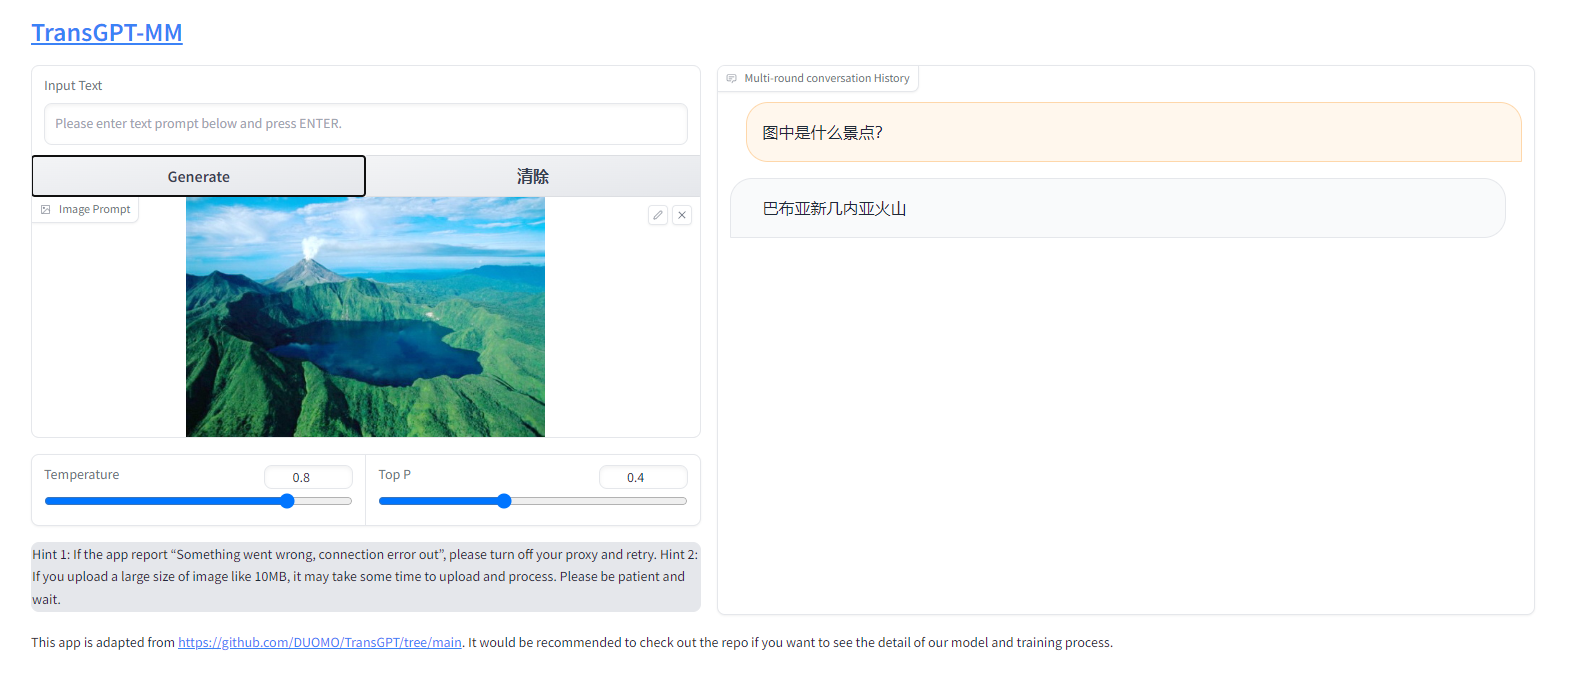 TransGPT-MM
Input Text
Please enter text prompt below and press ENTER.
Generate
清除
Image Prompt
Temperature
0.8
Top P
0.4
Hint 1: If the app report “Something went wrong, connection error out”, please turn off your proxy and retry. Hint 2:
If you upload a large size of image like 10MB, it may take some time to upload and process. Please be patient and
wait.
Multi-round conversation History
图中是什么景点?
巴布亚新几内亚火山
This app is adapted from https://github.com/DUOMO/TransGPT/tree/main. It would be recommended to check out the repo if you want to see the detail of our model and training process.